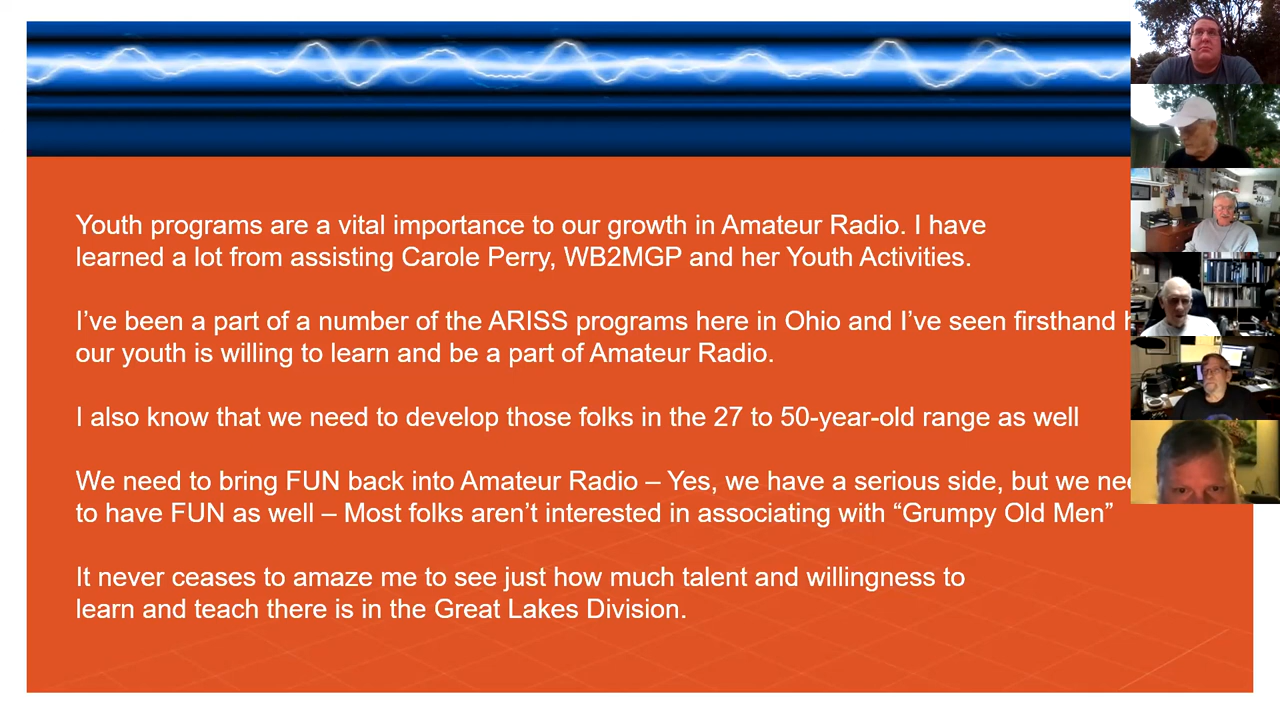 Youth programs are a vital importance to our growth in Amateur Radio. I have
learned a lot from assisting Carole Perry, WB2MGP and her Youth Activities.
I’ve been a part of a number of the ARISS programs here in Ohio and I’ve seen firsthand
our youth is willing to learn and be a part of Amateur Radio.
I also know that we need to develop those folks in the 27 to 50-year-old range as well
We need to bring FUN back into Amateur Radio – Yes, we have a serious side, but we
to have FUN as well – Most folks aren’t interested in associating with “Grumpy Old Men”
It never ceases to amaze me to see just how much talent and willingness to
learn and teach there is in the Great Lakes Division.